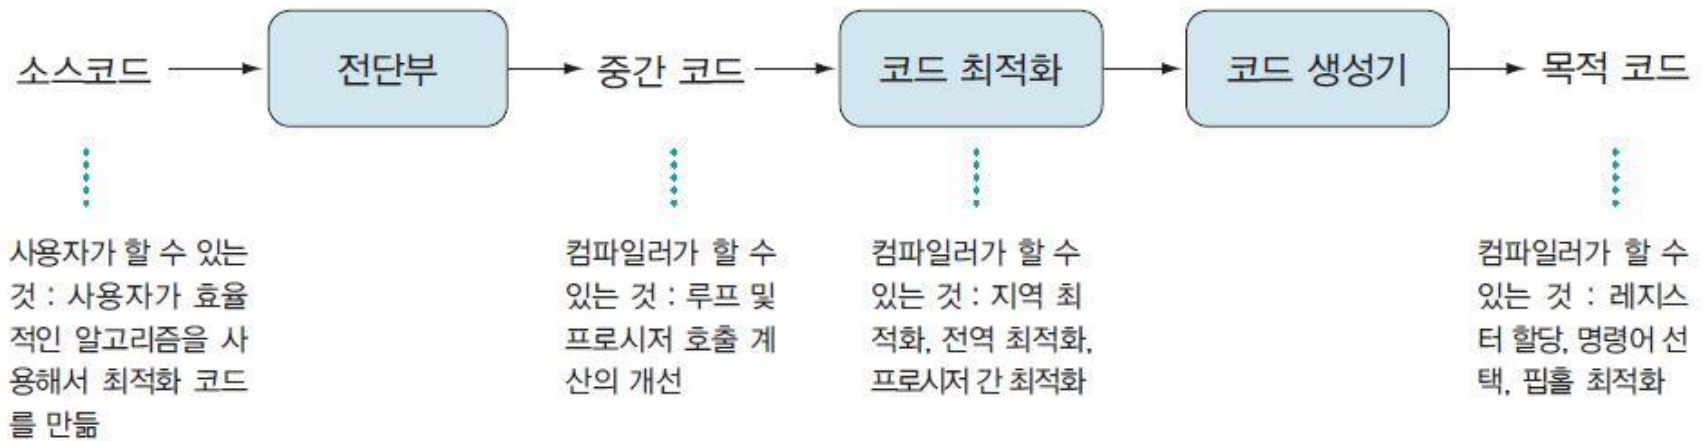 소스코드
전단부
중간 코드
코드 최적화
코드 생성기
목적 코드
사용자가 할 수 있는
것 : 사용자가 효율
적인 알고리즘을 사
용해서 최적화 코드
를 만듦
컴파일러가 할 수
있는 것 : 루프 및
프로시저 호출 계
산의 개선
컴파일러가 할 수
있는 것 : 지역 최
적화, 전역 최적화,
프로시저 간 최적화
컴파일러가 할 수
있는 것 : 레지스
터 할당, 명령어 선
택, 핍홀 최적화